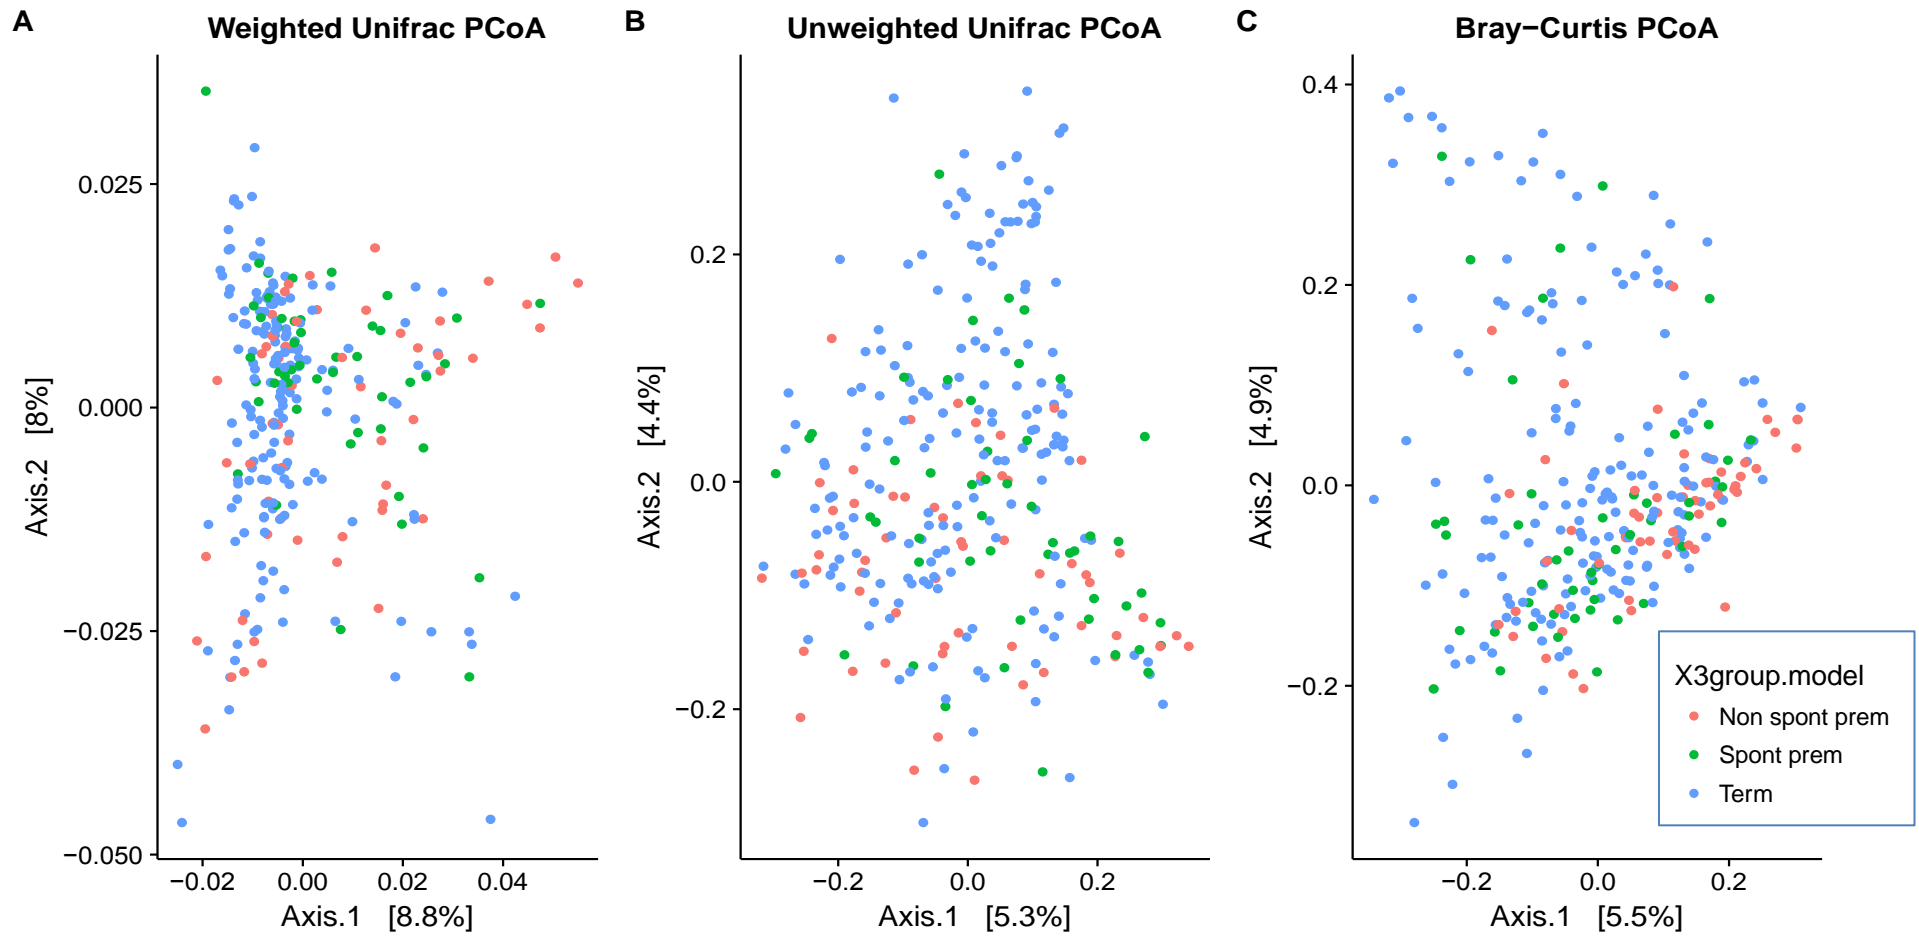 A
Weighted Unifrac PCoA
Axis.2 [8%]
0.025
0.000
−0.025
−0.050
−0.02
0.00
0.02
0.04
Axis.1 [8.8%]
B
Unweighted Unifrac PCoA
Axis.2 [4.4%]
0.2
0.0
−0.2
−0.2
0.0
0.2
Axis.1 [5.3%]
C
Bray−Curtis PCoA
Axis.2 [4.9%]
0.4
0.2
0.0
−0.2
−0.2
0.0
0.2
Axis.1 [5.5%]
X3group.model
Non spont prem
Spont prem
Term